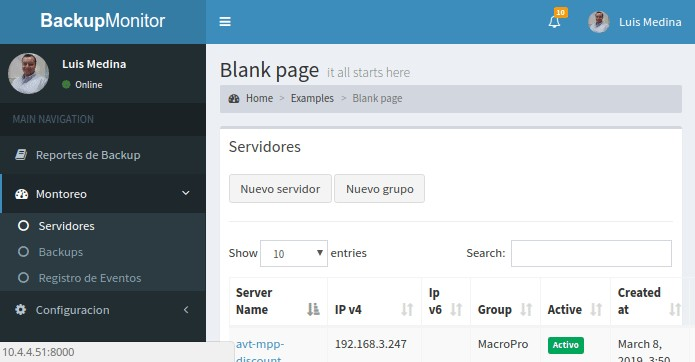 BackupMonitor
10
Luis Medina
Luis Medina
Online
MAIN NAVIGATION
Reportes de Backup
Montoreo
Servidores
Backups
Registro de Eventos
Configuracion
10.4.4.51:8000
Blank page it all starts here
Home > Examples > Blank page
Servidores
Nuevo servidor Nuevo grupo
Show 10 entries Search:
Server Name IP v4 Ip v6 Group Active Created at
avt-mpp-discount 192.168.3.247 MacroPro Activo March 8, 2019, 3:50